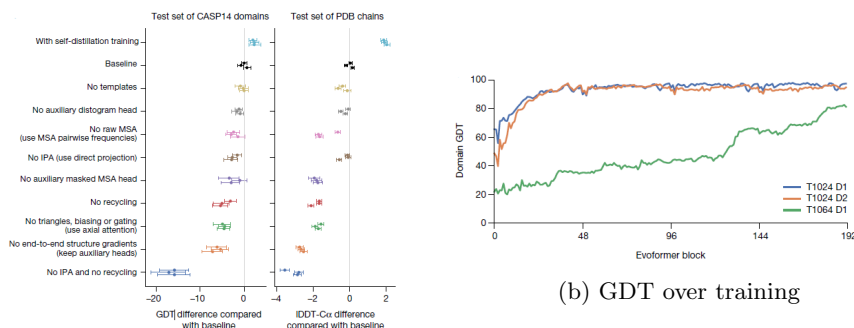 Test set of CASP14 domains
Test set of PDB chains
With self-distillation training
Baseline
No templates
No auxiliary distogram head
No raw MSA
(use MSA pairwise frequencies)
No IPA (use direct projection)
No auxiliary masked MSA head
No recycling
No triangles, biasing or gating
(use axial attention)
No end-to-end structure gradients
(keep auxiliary heads)
No IPA and no recycling
−20 −10 0
−4 −2 0 2
GDT difference compared
with baseline
lDDT-Cα difference
compared with baseline
100
80
60
40
20
0
Domain GDT
T1024 D1
T1024 D2
T1064 D1
0 48 96 144 192
Evoformer block
(b) GDT over training